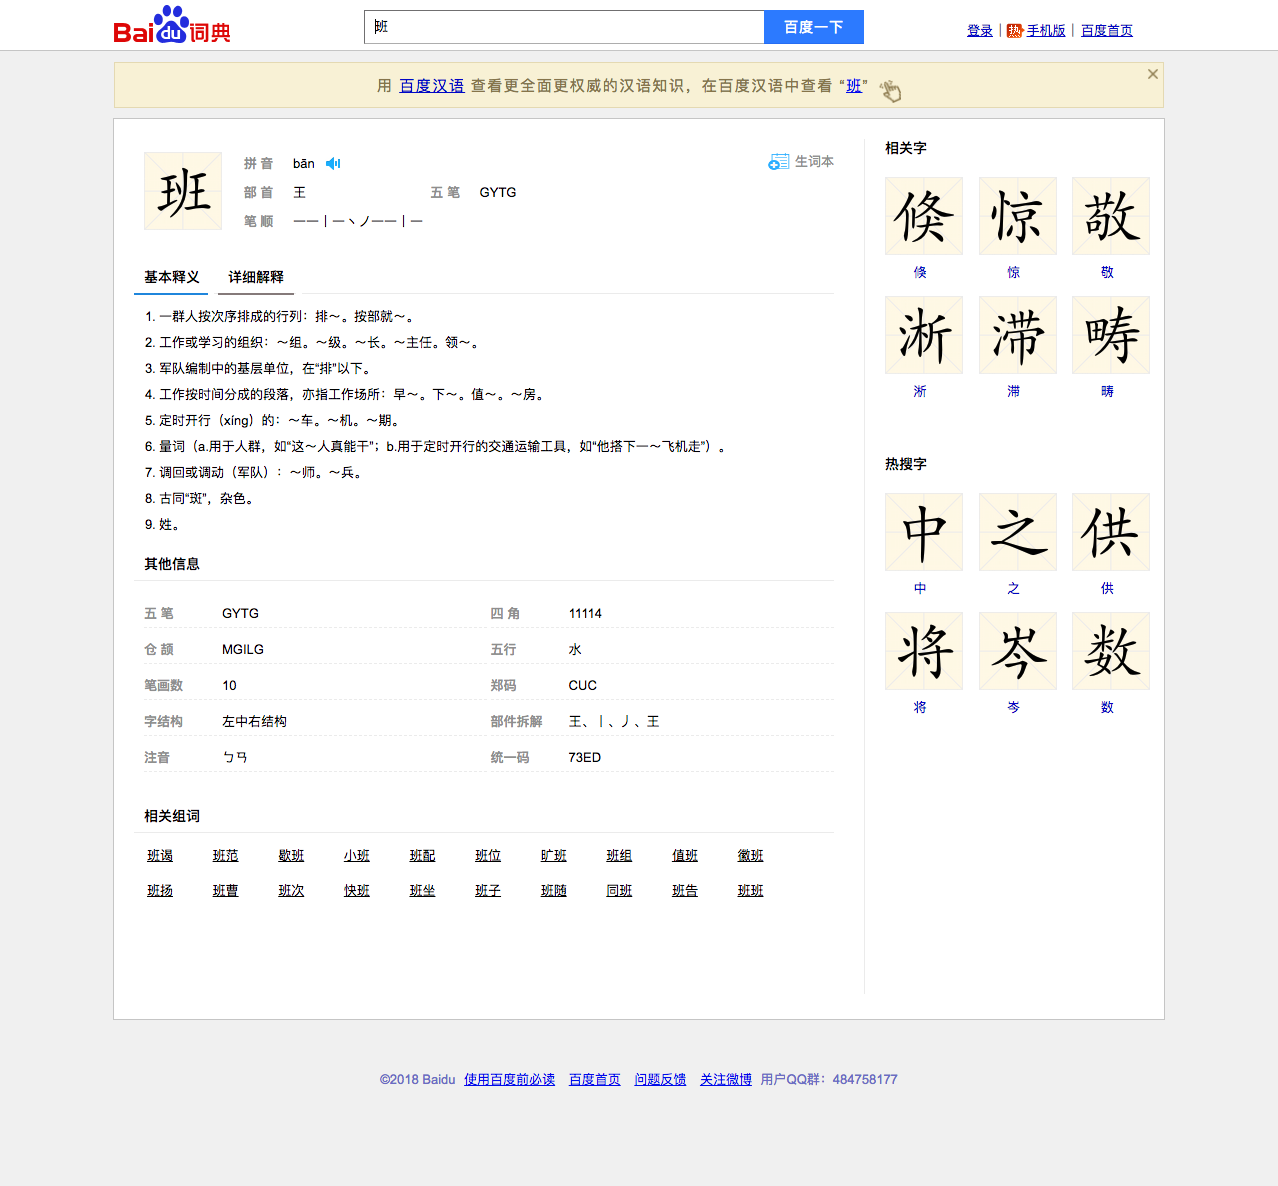 Baidu词典
班
百度一下
登录 | 热 手机版 | 百度首页
用 百度汉语 查看更全面更权威的汉语知识，在百度汉语中查看 “班”
班
拼 音 bān
生词本
部 首 王 五 笔 GYTG
笔 顺 一一丨一丶ノ一一丨一
基本释义 详细解释
1. 一群人按次序排成的行列：排～。按部就～。
2. 工作或学习的组织：～组。～级。～长。～主任。领～。
3. 军队编制中的基层单位，在“排”以下。
4. 工作按时间分成的段落，亦指工作场所：早～。下～。值～。～房。
5. 定时开行（xíng）的：～车。～机。～期。
6. 量词（a.用于人群，如“这～人真能干”；b.用于定时开行的交通运输工具，如“他搭下一～飞机走”）。
7. 调回或调动（军队）：～师。～兵。
8. 古同“斑”，杂色。
9. 姓。
其他信息
五 笔 GYTG 四 角 11114
仓 颉 MGILG 五行 水
笔画数 10 郑码 CUC
字结构 左中右结构 部件拆解 王、丨、丿、王
注音 ㄅㄢ 统一码 73ED
相关组词
班谒 班范 歇班 小班 班配 班位 旷班 班组 值班 徽班
班扬 班曹 班次 快班 班坐 班子 班随 同班 班告 班班
相关字
倏 惊 敬
倏 惊 敬
淅 滞 畴
淅 滞 畴
热搜字
中 之 供
中 之 供
将 岑 数
将 岑 数
©2018 Baidu 使用百度前必读 百度首页 问题反馈 关注微博 用户QQ群：484758177